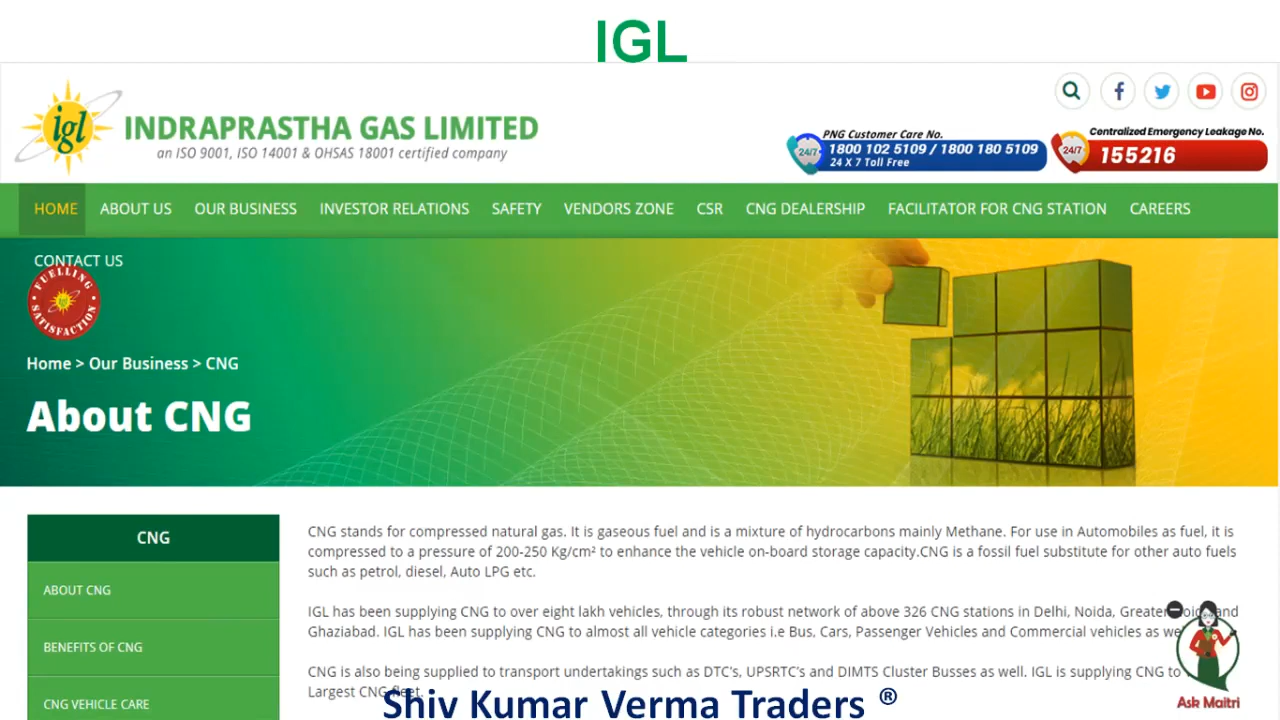 IGL
igl
INDRAPRASTHA GAS LIMITED
an ISO 9001, ISO 14001 & OHSAS 18001 certified company
24/7
PNG Customer Care No.
1800 102 5109 / 1800 180 5109
24 X 7 Toll Free
24/7
Centralized Emergency Leakage No.
155216
HOME ABOUT US OUR BUSINESS INVESTOR RELATIONS SAFETY VENDORS ZONE CSR CNG DEALERSHIP FACILITATOR FOR CNG STATION CAREERS
CONTACT US
FUELLING
igl
SATISFACTION
Home > Our Business > CNG
About CNG
CNG
ABOUT CNG
BENEFITS OF CNG
CNG VEHICLE CARE
CNG stands for compressed natural gas. It is gaseous fuel and is a mixture of hydrocarbons mainly Methane. For use in Automobiles as fuel, it is
compressed to a pressure of 200-250 Kg/cm² to enhance the vehicle on-board storage capacity.CNG is a fossil fuel substitute for other auto fuels
such as petrol, diesel, Auto LPG etc.
IGL has been supplying CNG to over eight lakh vehicles, through its robust network of above 326 CNG stations in Delhi, Noida, Greater and
Ghaziabad. IGL has been supplying CNG to almost all vehicle categories i.e Bus, Cars, Passenger Vehicles and Commercial vehicles as
CNG is also being supplied to transport undertakings such as DTC's, UPSRTC's and DIMTS Cluster Busses as well. IGL is supplying CNG to
Largest CNG fleet.
Ask Maitri
Shiv Kumar Verma Traders ®